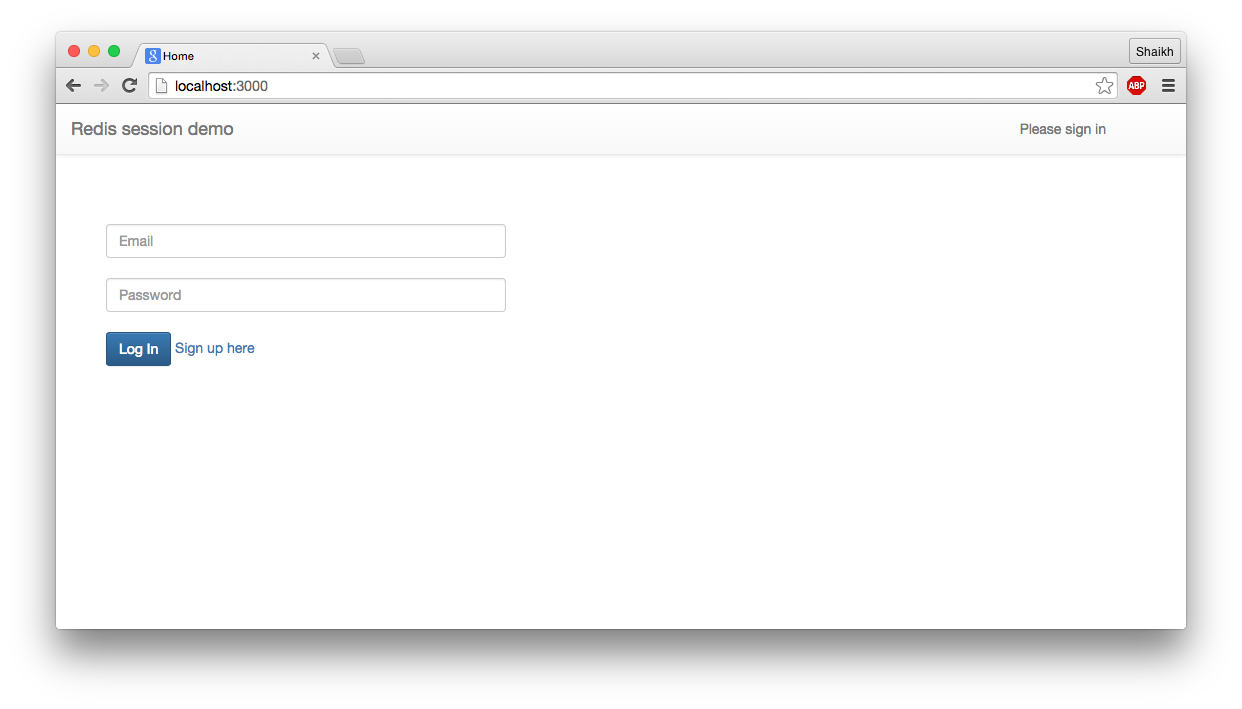 Home
Shaikh
localhost:3000
ABP
Redis session demo
Please sign in
Email
Password
Log In Sign up here